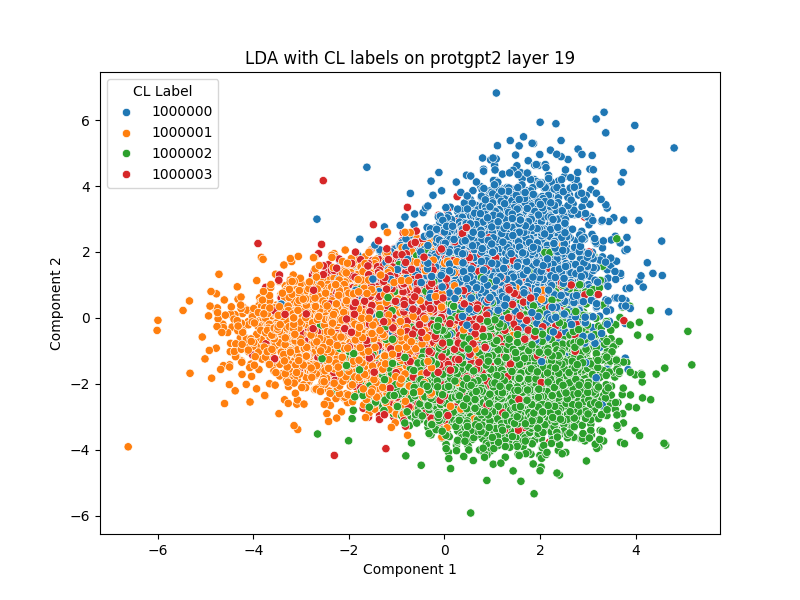 LDA with CL labels on protgpt2 layer 19
CL Label
1000000
1000001
1000002
1000003
6
4
2
0
−2
−4
−6
Component 2
−6 −4 −2 0 2 4
Component 1